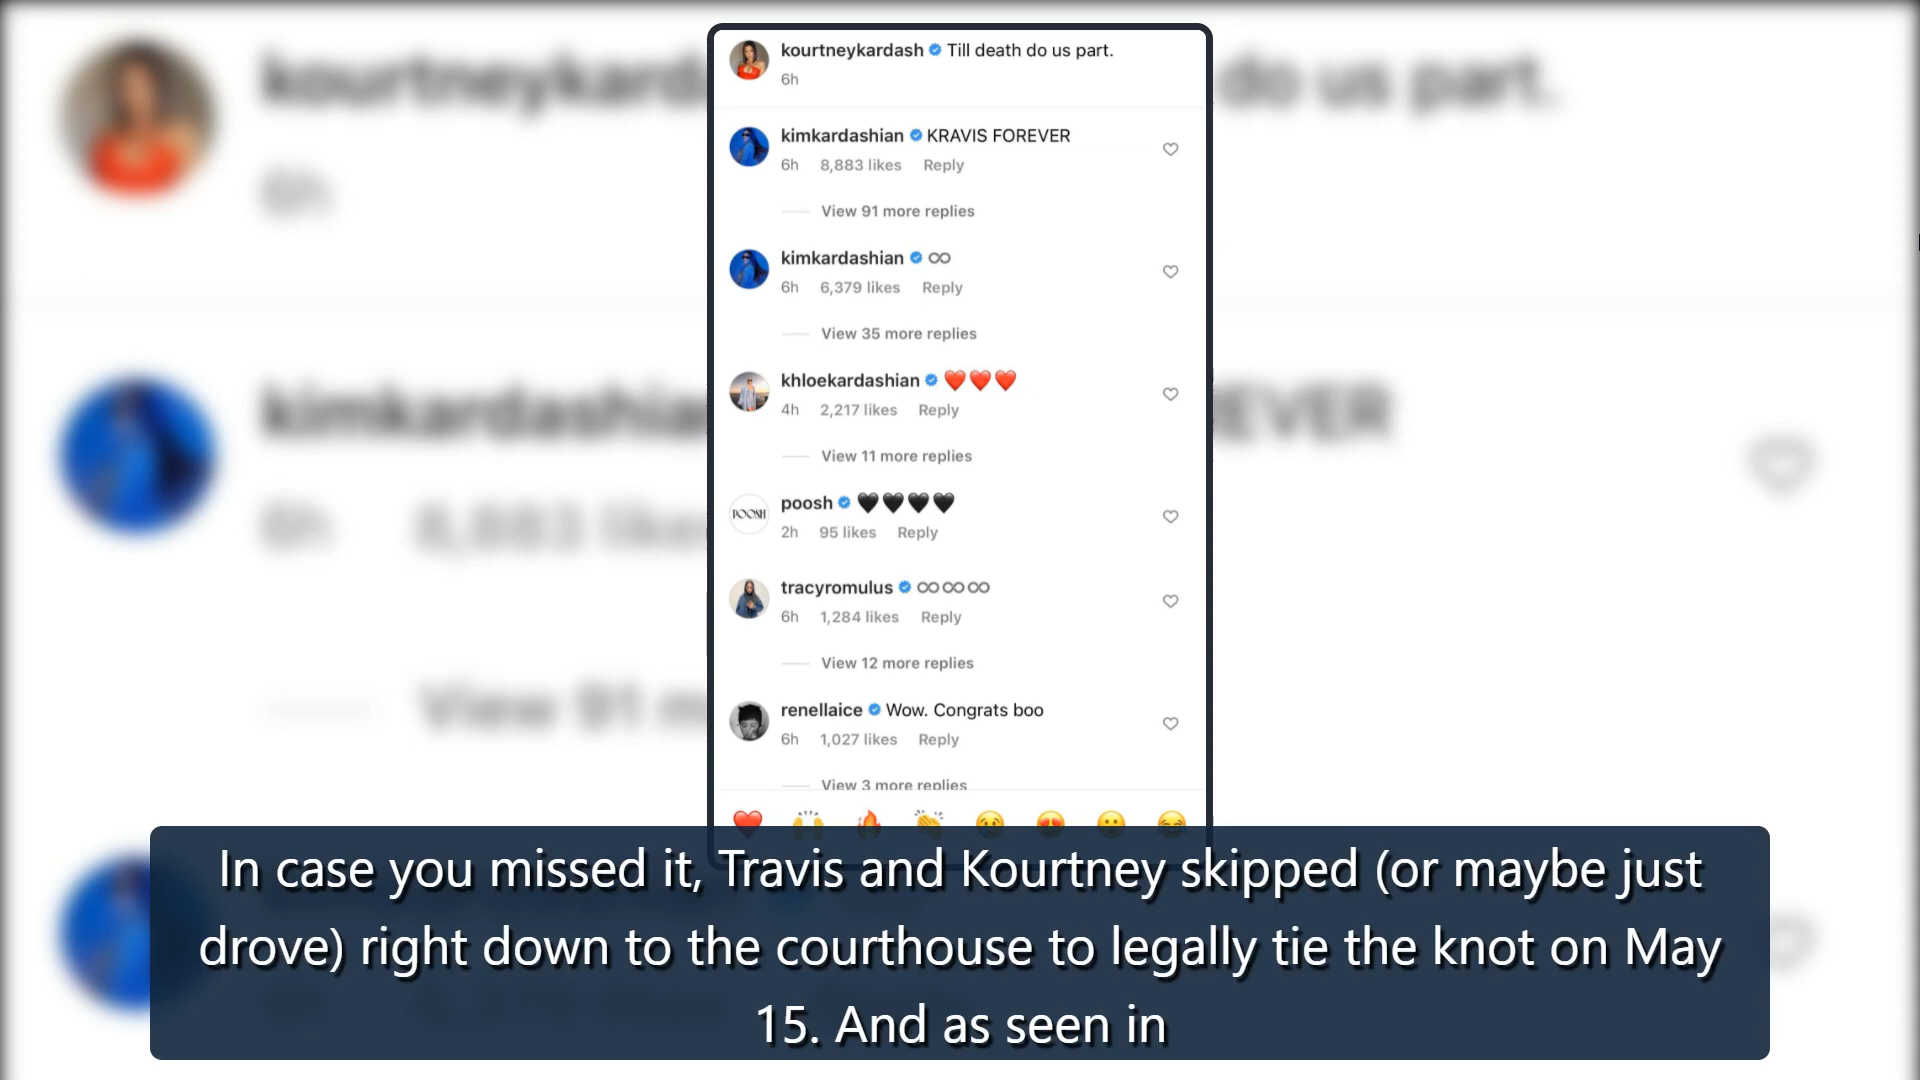 kourtneykardash Till death do us part.
6h
kimkardashian KRAVIS FOREVER
6h 8,883 likes Reply
View 91 more replies
kimkardashian ∞
6h 6,379 likes Reply
View 35 more replies
khloekardashian ❤️❤️❤️
4h 2,217 likes Reply
View 11 more replies
POOSH
poosh 🖤🖤🖤🖤
2h 95 likes Reply
tracyromulus ∞∞∞
6h 1,284 likes Reply
View 12 more replies
renellaice Wow. Congrats boo
6h 1,027 likes Reply
View 3 more replies
In case you missed it, Travis and Kourtney skipped (or maybe just
drove) right down to the courthouse to legally tie the knot on May
15. And as seen in